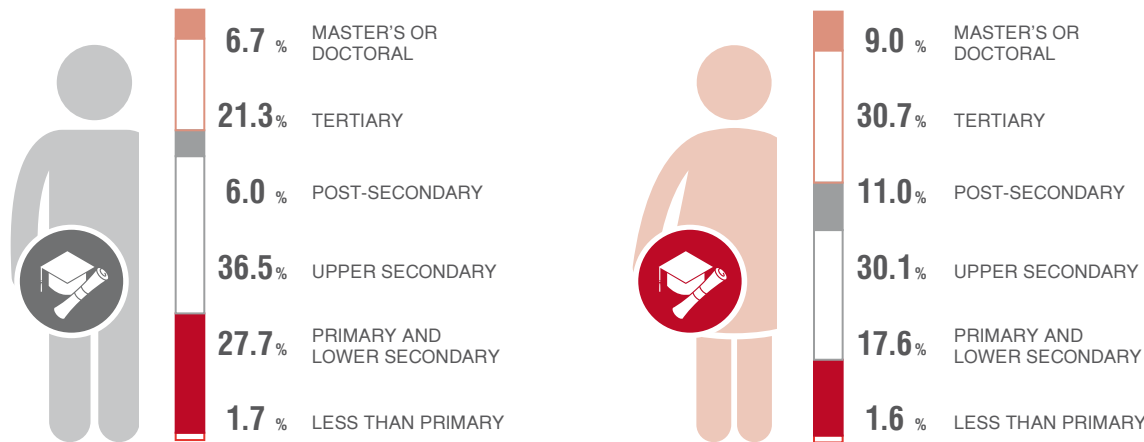 6.7 % MASTER'S OR
DOCTORAL
21.3 % TERTIARY
6.0 % POST-SECONDARY
36.5 % UPPER SECONDARY
27.7 % PRIMARY AND
LOWER SECONDARY
1.7 % LESS THAN PRIMARY
9.0 % MASTER'S OR
DOCTORAL
30.7 % TERTIARY
11.0 % POST-SECONDARY
30.1 % UPPER SECONDARY
17.6 % PRIMARY AND
LOWER SECONDARY
1.6 % LESS THAN PRIMARY